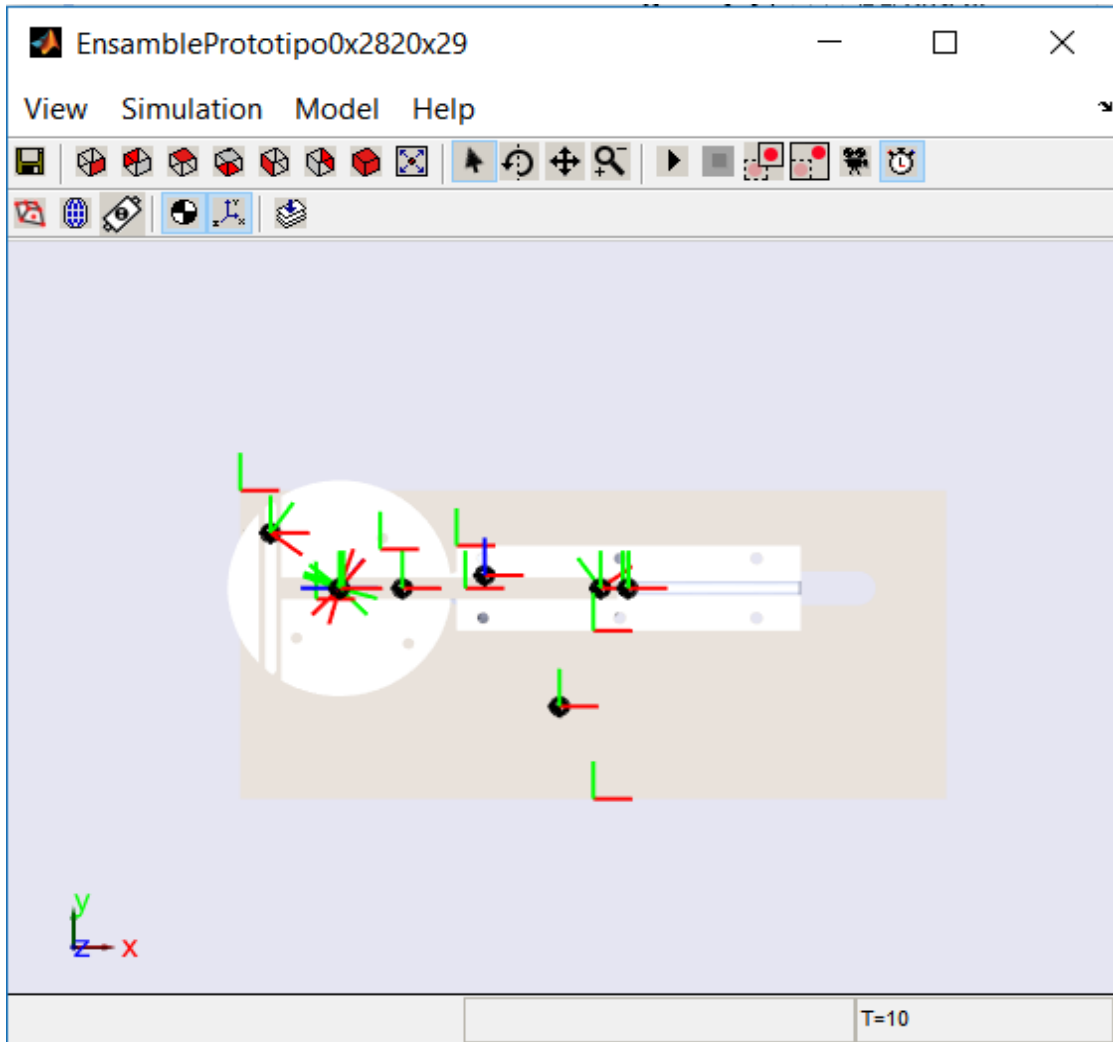 EnsamblePrototipo0x2820x29
View Simulation Model Help
y
z x
T=10